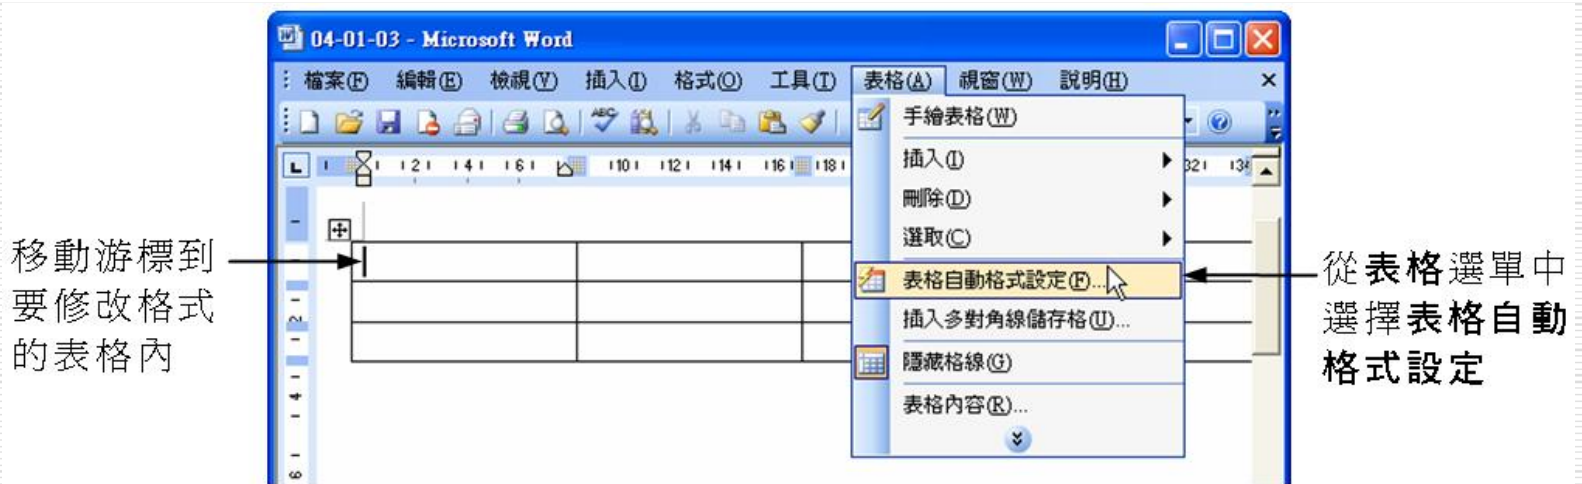 04-01-03 - Microsoft Word
檔案(F) 編輯(E) 檢視(V) 插入(I) 格式(O) 工具(T) 表格(A) 視窗(W) 說明(H)
手繪表格(W)
插入(I)
刪除(D)
選取(C)
表格自動格式設定(F)...
插入多對角線儲存格(U)...
隱藏格線(G)
表格內容(R)...
移動游標到
要修改格式
的表格內
從表格選單中
選擇表格自動
格式設定